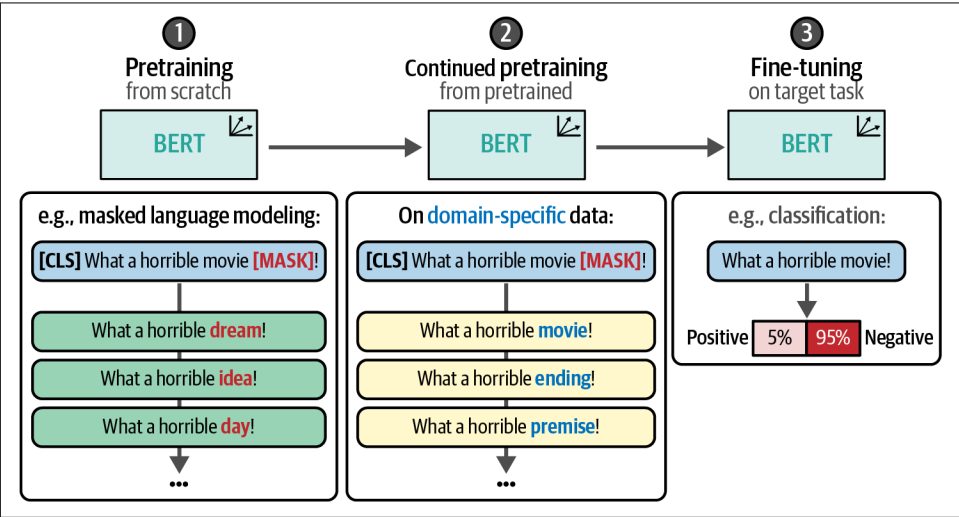 1
Pretraining
from scratch
BERT
e.g., masked language modeling:
[CLS] What a horrible movie [MASK]!
What a horrible dream!
What a horrible idea!
What a horrible day!
...
2
Continued pretraining
from pretrained
BERT
On domain-specific data:
[CLS] What a horrible movie [MASK]!
What a horrible movie!
What a horrible ending!
What a horrible premise!
...
3
Fine-tuning
on target task
BERT
e.g., classification:
What a horrible movie!
Positive 5% 95% Negative